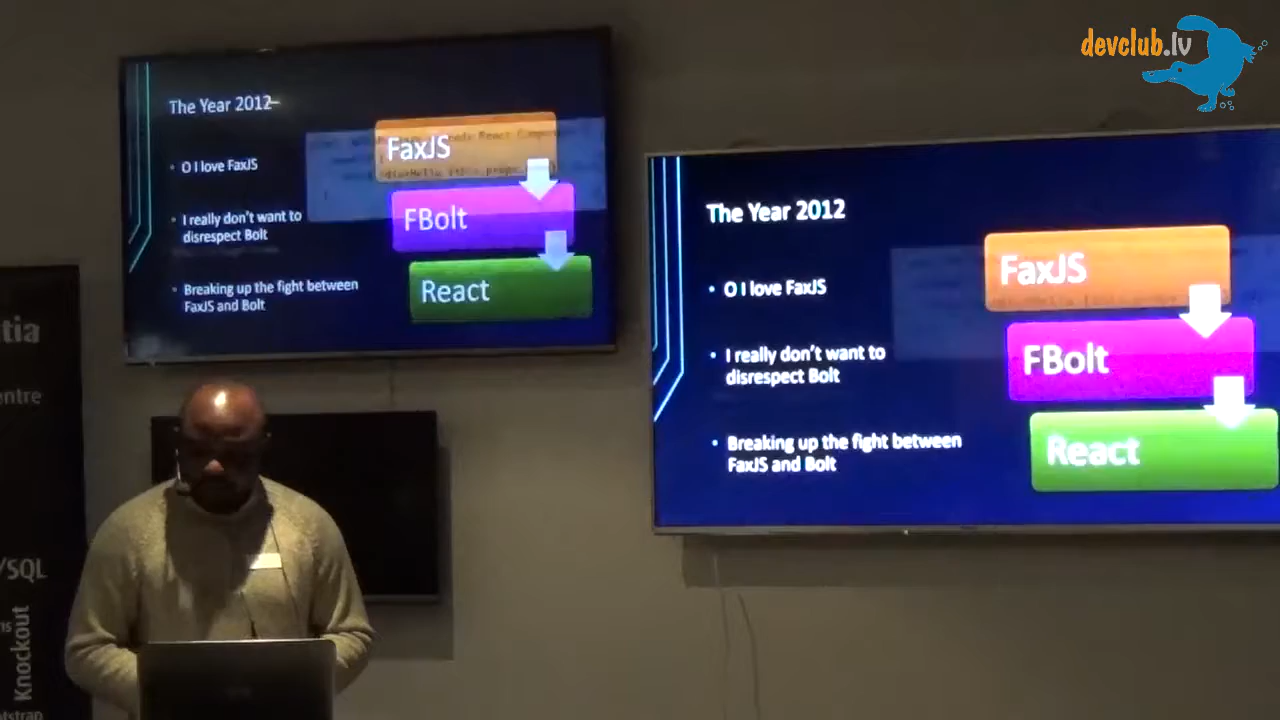 devclub.lv
The Year 2012
O I love FaxJS
I really don't want to
disrespect Bolt
Breaking up the fight between
FaxJS and Bolt
FaxJS
FBolt
React
The Year 2012
O I love FaxJS
I really don't want to
disrespect Bolt
Breaking up the fight between
FaxJS and Bolt
FaxJS
FBolt
React
tia
entre
/SQL
Knockout